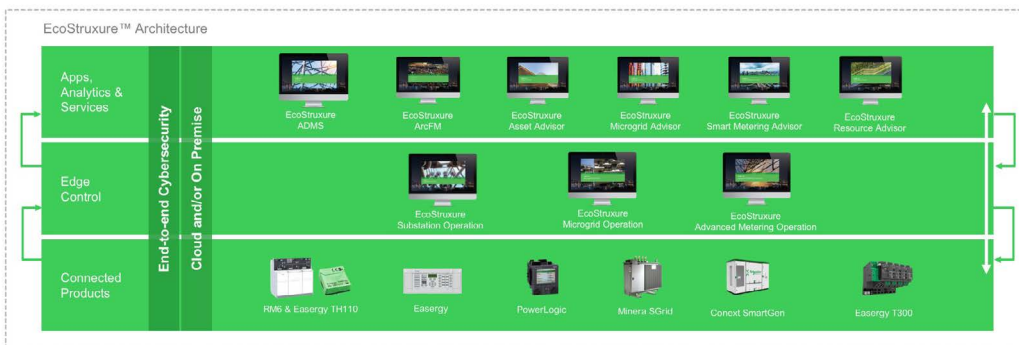 EcoStruxure™ Architecture
Apps,
Analytics &
Services
End-to-end Cybersecurity
Cloud and/or On Premise
EcoStruxure
ADMS
EcoStruxure
ArcFM
EcoStruxure
Asset Advisor
EcoStruxure
Microgrid Advisor
EcoStruxure
Smart Metering Advisor
EcoStruxure
Resource Advisor
Edge
Control
EcoStruxure
Substation Operation
EcoStruxure
Microgrid Operation
EcoStruxure
Advanced Metering Operation
Connected
Products
RM6 & Easergy TH110
Easergy
PowerLogic
Minera SGrid
Conext SmartGen
Easergy T300